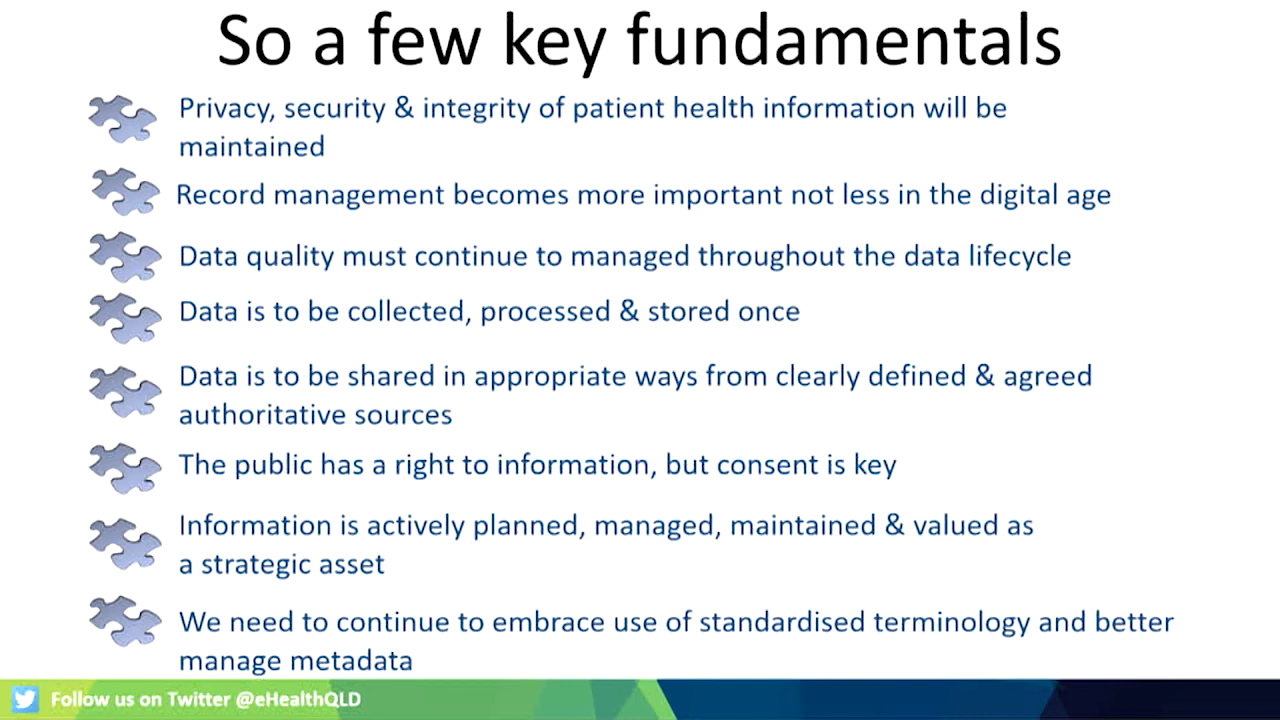 So a few key fundamentals
Privacy, security & integrity of patient health information will be
maintained
Record management becomes more important not less in the digital age
Data quality must continue to managed throughout the data lifecycle
Data is to be collected, processed & stored once
Data is to be shared in appropriate ways from clearly defined & agreed
authoritative sources
The public has a right to information, but consent is key
Information is actively planned, managed, maintained & valued as
a strategic asset
We need to continue to embrace use of standardised terminology and better
manage metadata
Follow us on Twitter @eHealthQLD